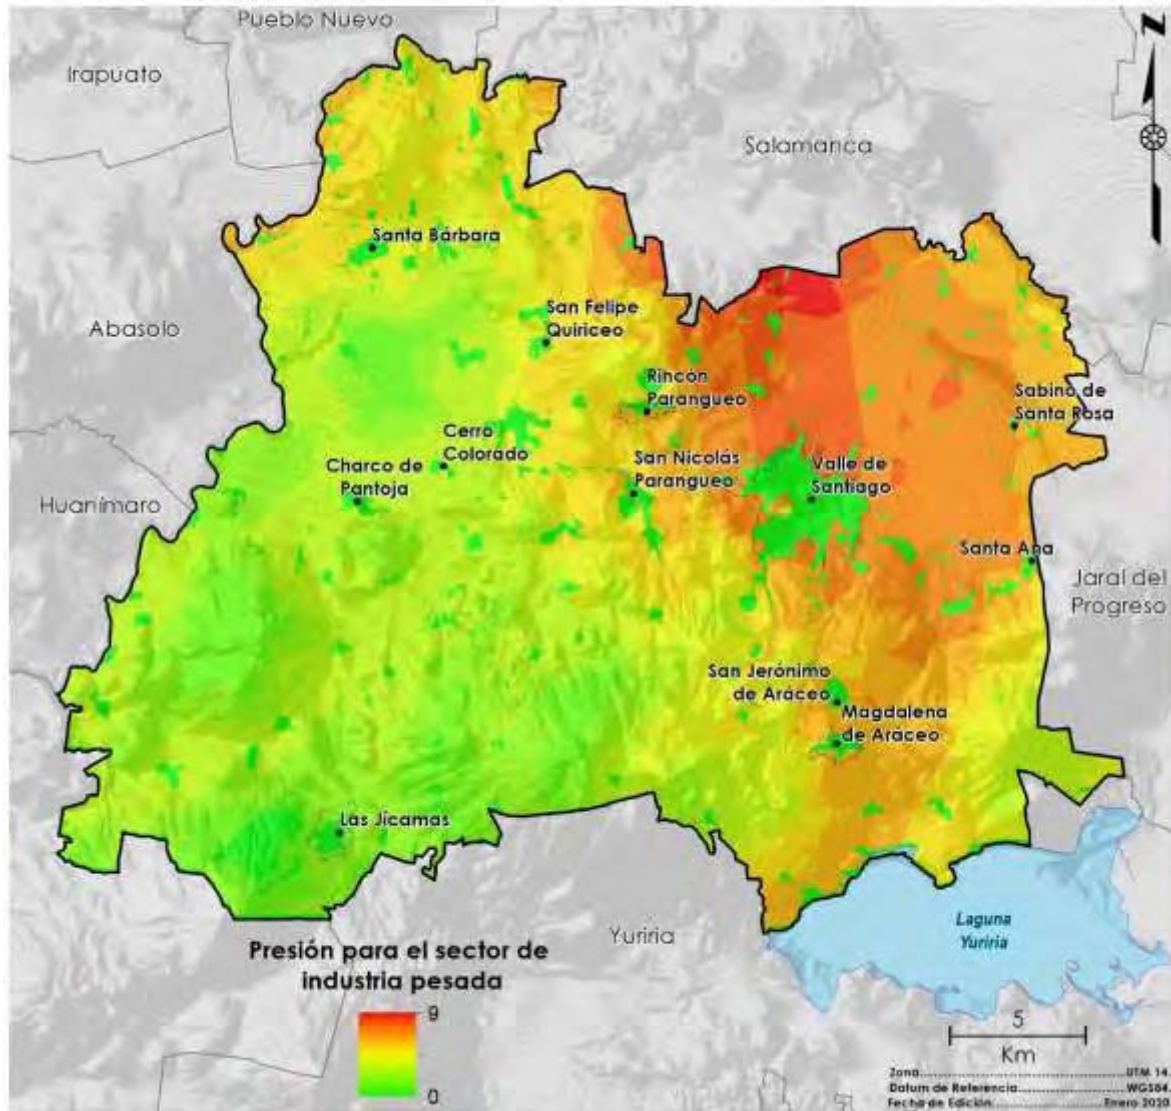 Pueblo Nuevo
Irapuato
Z
Salamanca
Santa Bárbara
Abasolo
San Felipe
Quiriceo
Rincón
Parangueo
Sabino de
Santa Rosa
Cerro
Colorado
Charco de
Pantoja
San Nicolás
Parangueo
Valle de
Santiago
Huanímaro
Santa Ana
Jaral del
Progreso
San Jerónimo
de Aráceo
Magdalena
de Aráceo
Las Jícamas
Laguna
Yuriria
Yuriria
Presión para el sector de
industria pesada
9
0
5
Km
Zona UTM 14.
Datum de Referencia WGS84.
Fecha de Edición Enero 2020